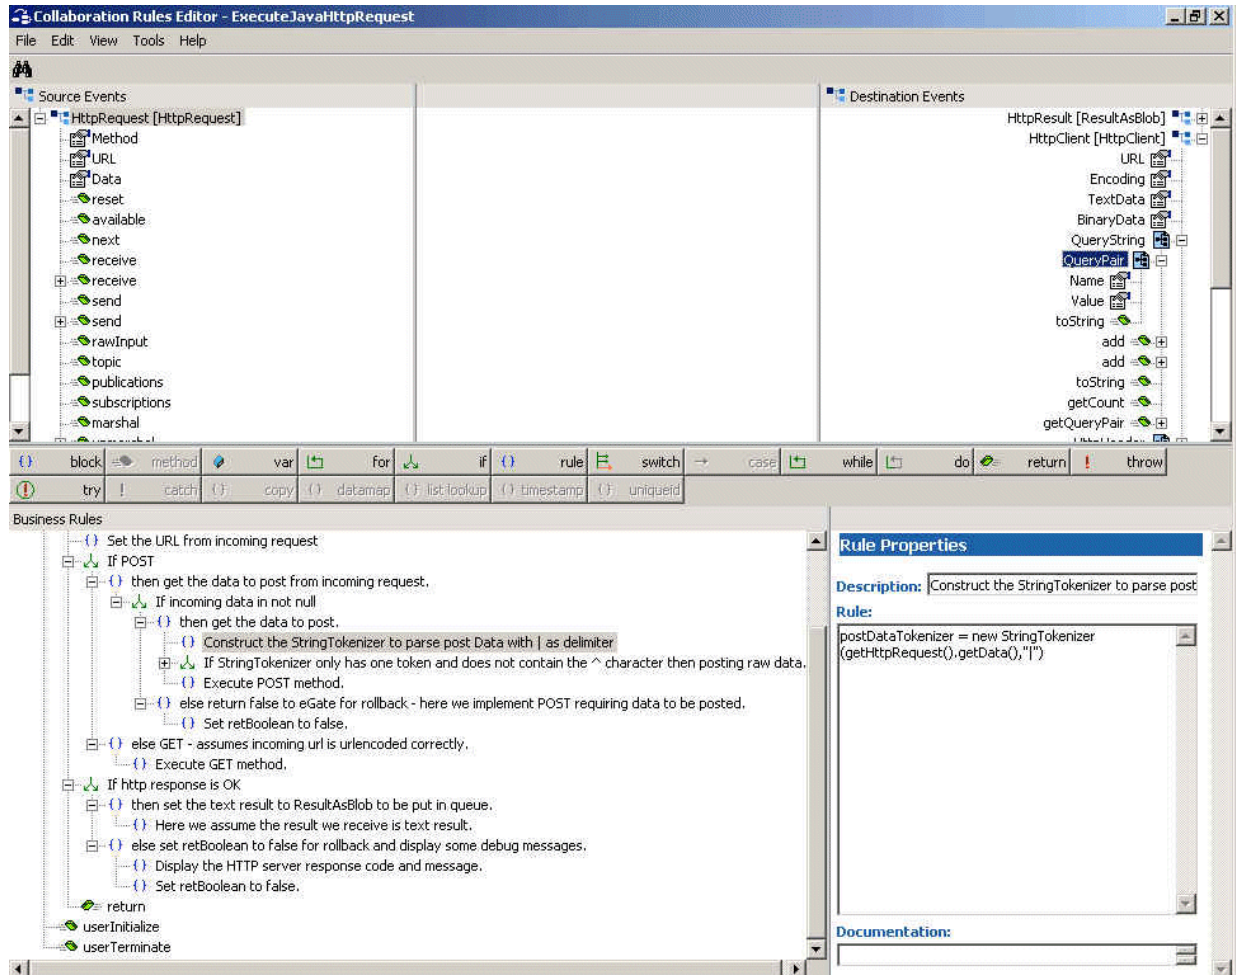 Collaboration Rules Editor - ExecuteJavaHttpRequest
File Edit View Tools Help
Source Events
Destination Events
HttpRequest [HttpRequest]
Method
URL
Data
reset
available
next
receive
receive
send
send
rawInput
topic
publications
subscriptions
marshal
unmarshal
HttpResult [ResultAsBlob]
HttpClient [HttpClient]
URL
Encoding
TextData
BinaryData
QueryString
QueryPair
Name
Value
toString
add
add
toString
getCount
getQueryPair
HttpHeader
block method var for if rule switch case while do return throw
try catch copy datamap list lookup timestamp uniqueid
Business Rules
Set the URL from incoming request
If POST
then get the data to post from incoming request.
If incoming data in not null
then get the data to post.
Construct the StringTokenizer to parse post Data with | as delimiter
If StringTokenizer only has one token and does not contain the ^ character then posting raw data.
Execute POST method.
else return false to eGate for rollback - here we implement POST requiring data to be posted.
Set retBoolean to false.
else GET - assumes incoming url is urlencoded correctly.
Execute GET method.
If http response is OK
then set the text result to ResultAsBlob to be put in queue.
Here we assume the result we receive is text result.
else set retBoolean to false for rollback and display some debug messages.
Display the HTTP server response code and message.
Set retBoolean to false.
return
userInitialize
userTerminate
Rule Properties
Description: Construct the StringTokenizer to parse post
Rule:
postDataTokenizer = new StringTokenizer
(getHttpRequest().getData(),"|")
Documentation: